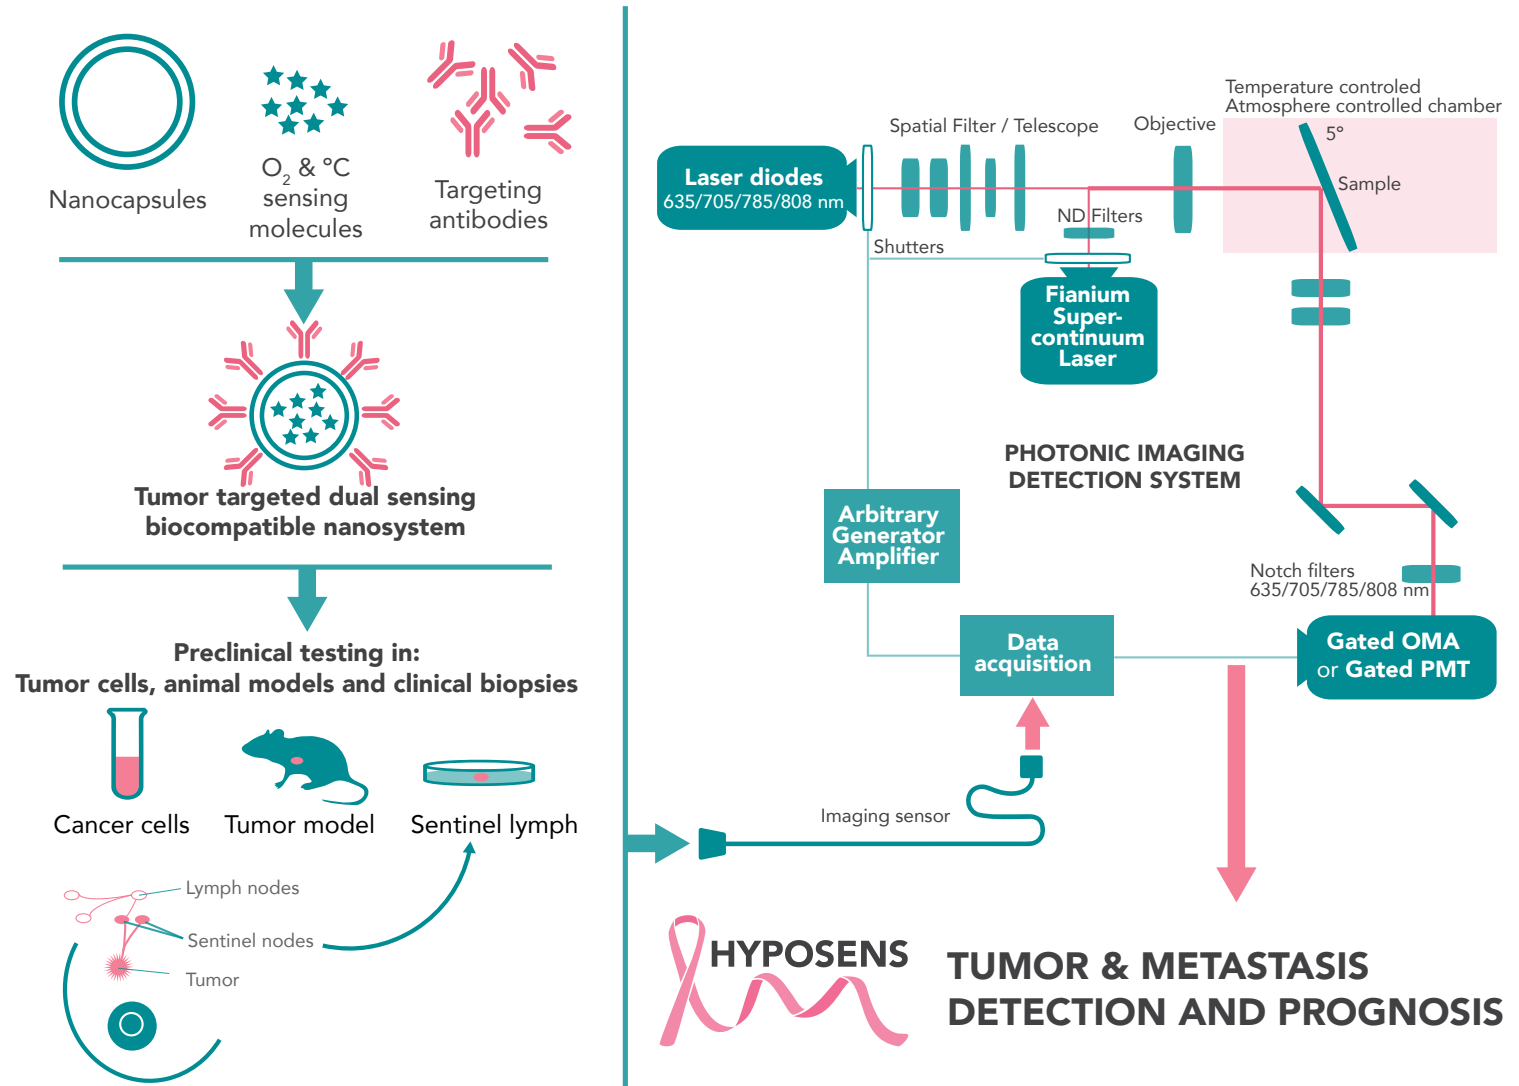 Nanocapsules
O2 & ºC
sensing
molecules
Targeting
antibodies
Tumor targeted dual sensing
biocompatible nanosystem
Preclinical testing in:
Tumor cells, animal models and clinical biopsies
Cancer cells
Tumor model
Sentinel lymph
Lymph nodes
Sentinel nodes
Tumor
Temperature controled
Atmosphere controlled chamber
5º
Sample
Objective
Spatial Filter / Telescope
Laser diodes
635/705/785/808 nm
ND Filters
Shutters
Fianium
Super-
continuum
Laser
PHOTONIC IMAGING
DETECTION SYSTEM
Arbitrary
Generator
Amplifier
Notch filters
635/705/785/808 nm
Data
acquisition
Gated OMA
or Gated PMT
Imaging sensor
HYPOSENS
TUMOR & METASTASIS
DETECTION AND PROGNOSIS